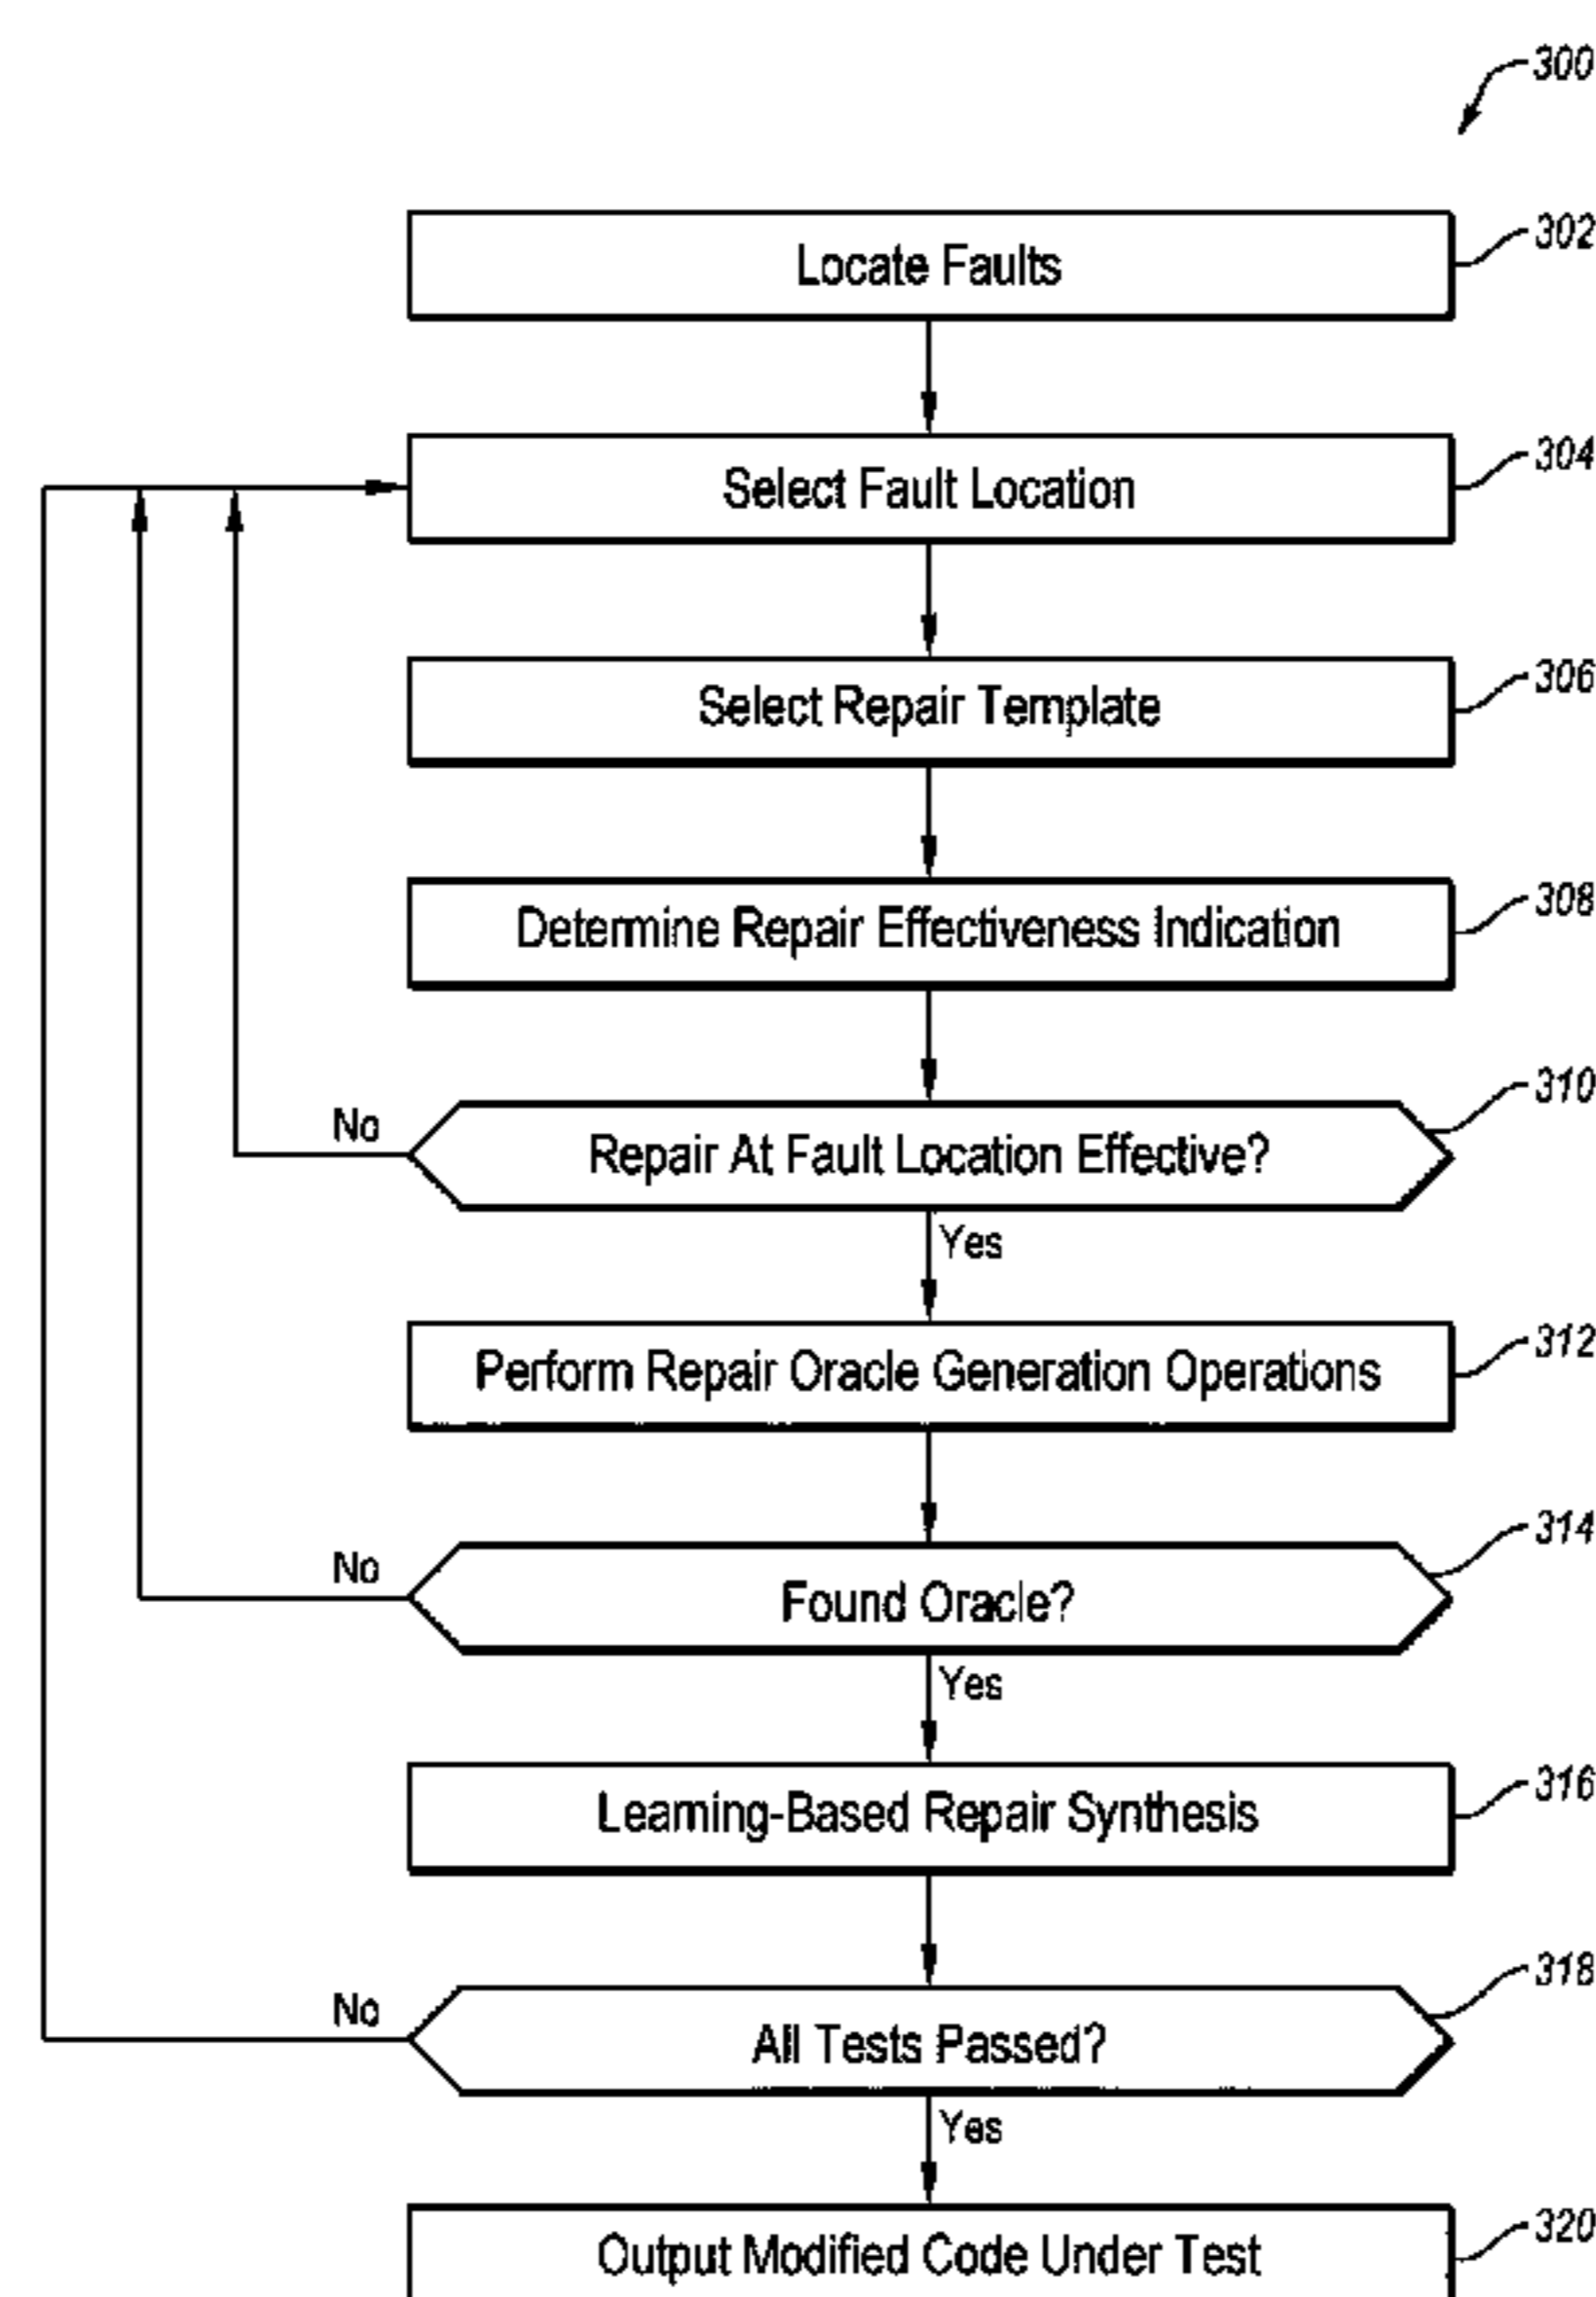 300
Locate Faults
302
Select Fault Location
304
Select Repair Template
306
Determine Repair Effectiveness Indication
308
Repair At Fault Location Effective?
310
No
Yes
Perform Repair Oracle Generation Operations
312
Found Oracle?
314
No
Yes
Learning-Based Repair Synthesis
316
All Tests Passed?
318
No
Yes
Output Modified Code Under Test
320